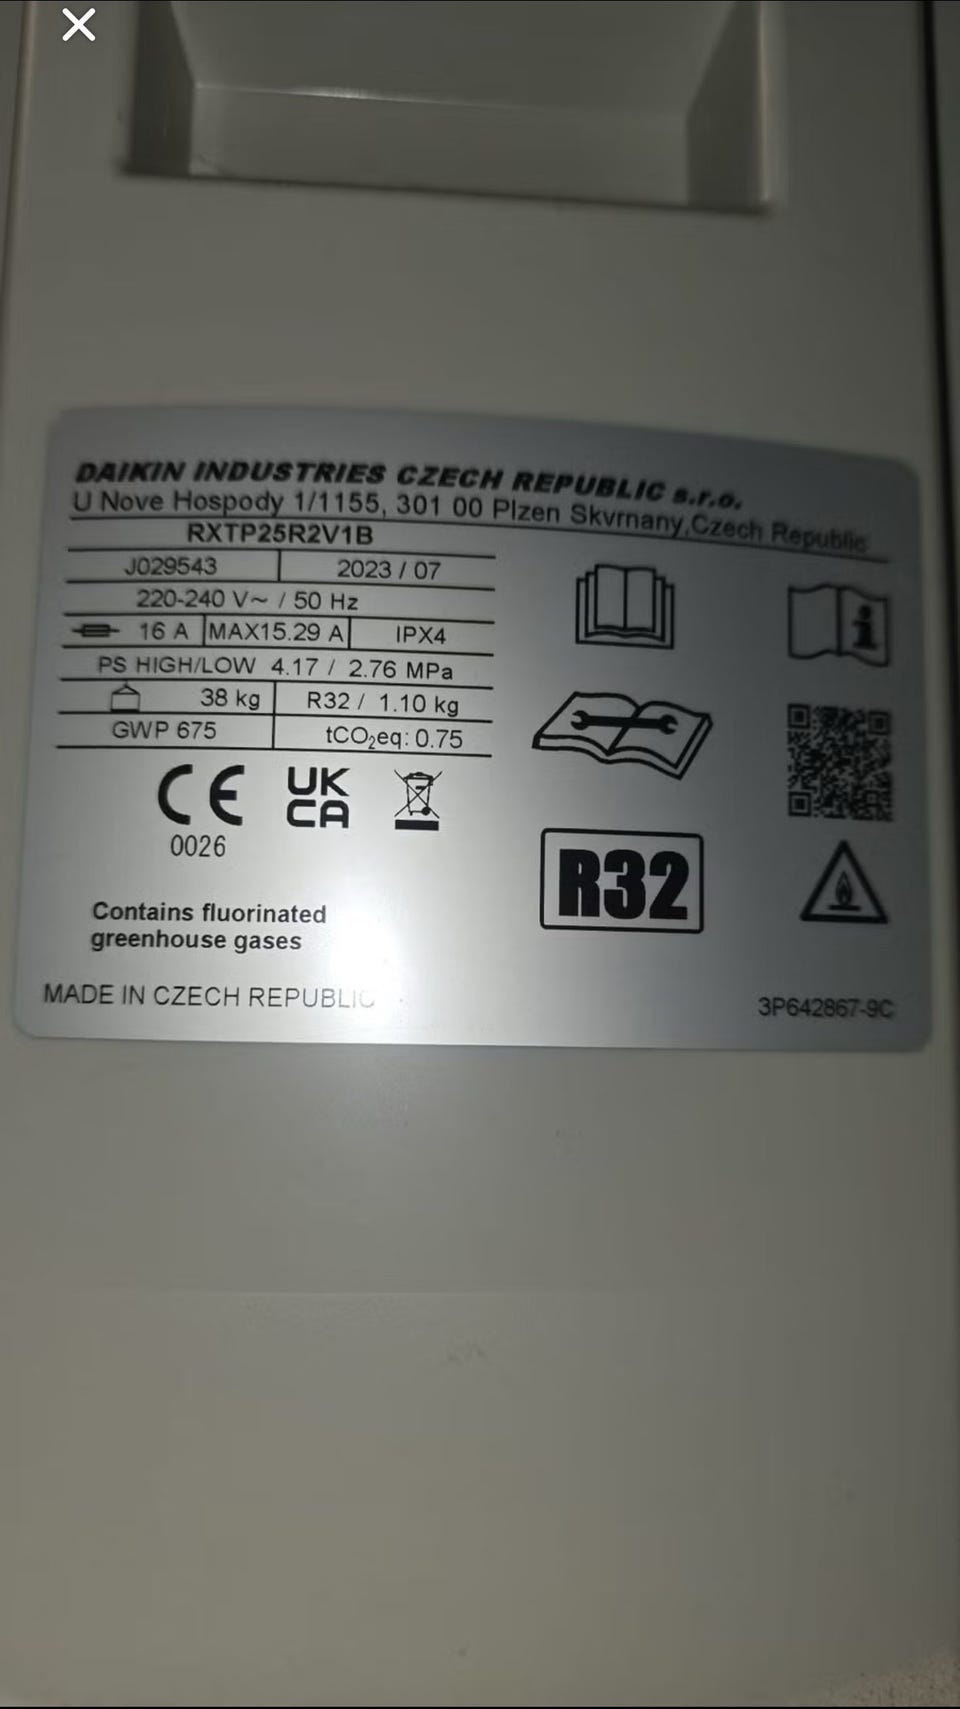 DAIKIN INDUSTRIES CZECH REPUBLIC s.r.o.
U Nove Hospody 1/1155, 301 00 Plzen Skvrnany,Czech Republic
RXTP25R2V1B
J029543 2023 / 07
220-240 V~ / 50 Hz
16 A MAX15.29 A IPX4
PS HIGH/LOW 4.17 / 2.76 MPa
38 kg R32 / 1.10 kg
GWP 675 tCO₂eq: 0.75
CE UK
CA
0026
R32
Contains fluorinated
greenhouse gases
MADE IN CZECH REPUBLIC
3P642867-9C